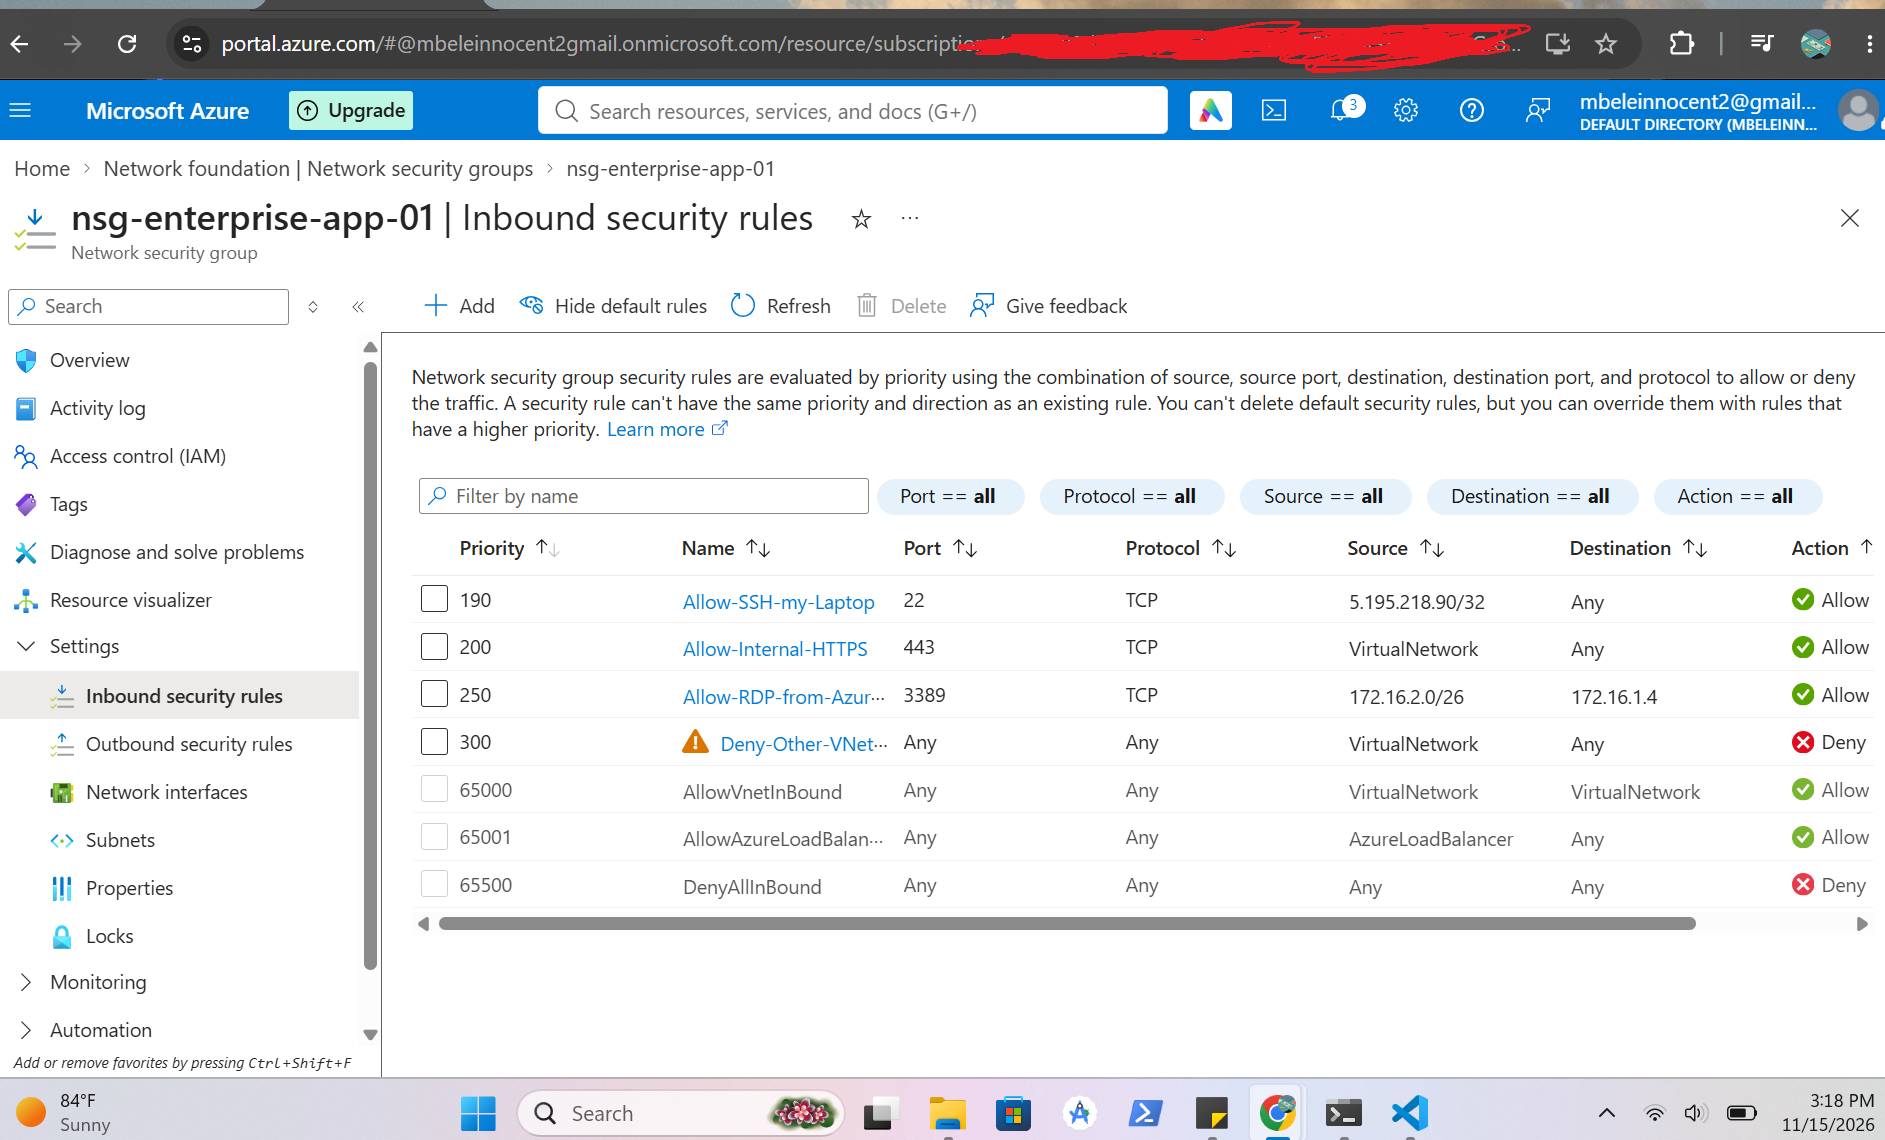 portal.azure.com/#@mbeleinnocent2gmail.onmicrosoft.com/resource/subscriptio
Microsoft Azure
Upgrade
Search resources, services, and docs (G+/)
3
mbeleinnocent2@gmail...
DEFAULT DIRECTORY (MBELEINN...
Home > Network foundation | Network security groups > nsg-enterprise-app-01
nsg-enterprise-app-01 | Inbound security rules
Network security group
Search
Add
Hide default rules
Refresh
Delete
Give feedback
Overview
Activity log
Access control (IAM)
Tags
Diagnose and solve problems
Resource visualizer
Settings
Inbound security rules
Outbound security rules
Network interfaces
Subnets
Properties
Locks
Monitoring
Automation
Add or remove favorites by pressing Ctrl+Shift+F
Network security group security rules are evaluated by priority using the combination of source, source port, destination, destination port, and protocol to allow or deny
the traffic. A security rule can't have the same priority and direction as an existing rule. You can't delete default security rules, but you can override them with rules that
have a higher priority. Learn more
Filter by name
Port == all
Protocol == all
Source == all
Destination == all
Action == all
Priority Name Port Protocol Source Destination Action
190 Allow-SSH-my-Laptop 22 TCP 5.195.218.90/32 Any Allow
200 Allow-Internal-HTTPS 443 TCP VirtualNetwork Any Allow
250 Allow-RDP-from-Azur... 3389 TCP 172.16.2.0/26 172.16.1.4 Allow
300 Deny-Other-VNet... Any Any VirtualNetwork Any Deny
65000 AllowVnetInBound Any Any VirtualNetwork VirtualNetwork Allow
65001 AllowAzureLoadBalan... Any Any AzureLoadBalancer Any Allow
65500 DenyAllInBound Any Any Any Any Deny
84°F
Sunny
Search
3:18 PM
11/15/2026